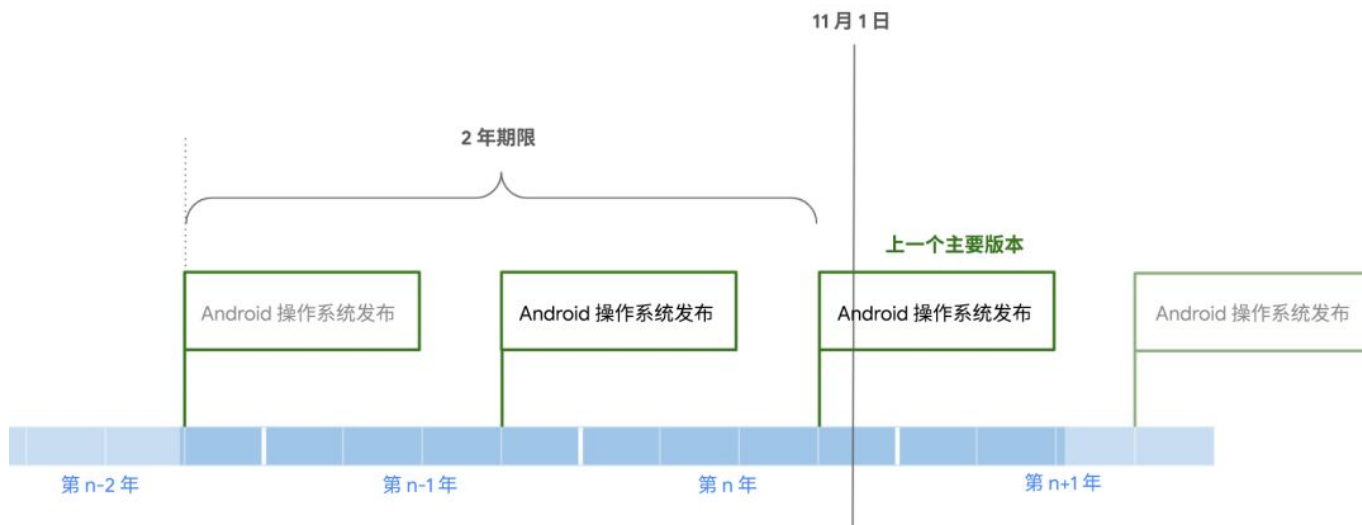 11 月 1 日
2 年期限
上一个主要版本
Android 操作系统发布
Android 操作系统发布
Android 操作系统发布
Android 操作系统发布
第 n-2 年
第 n-1 年
第 n 年
第 n+1 年